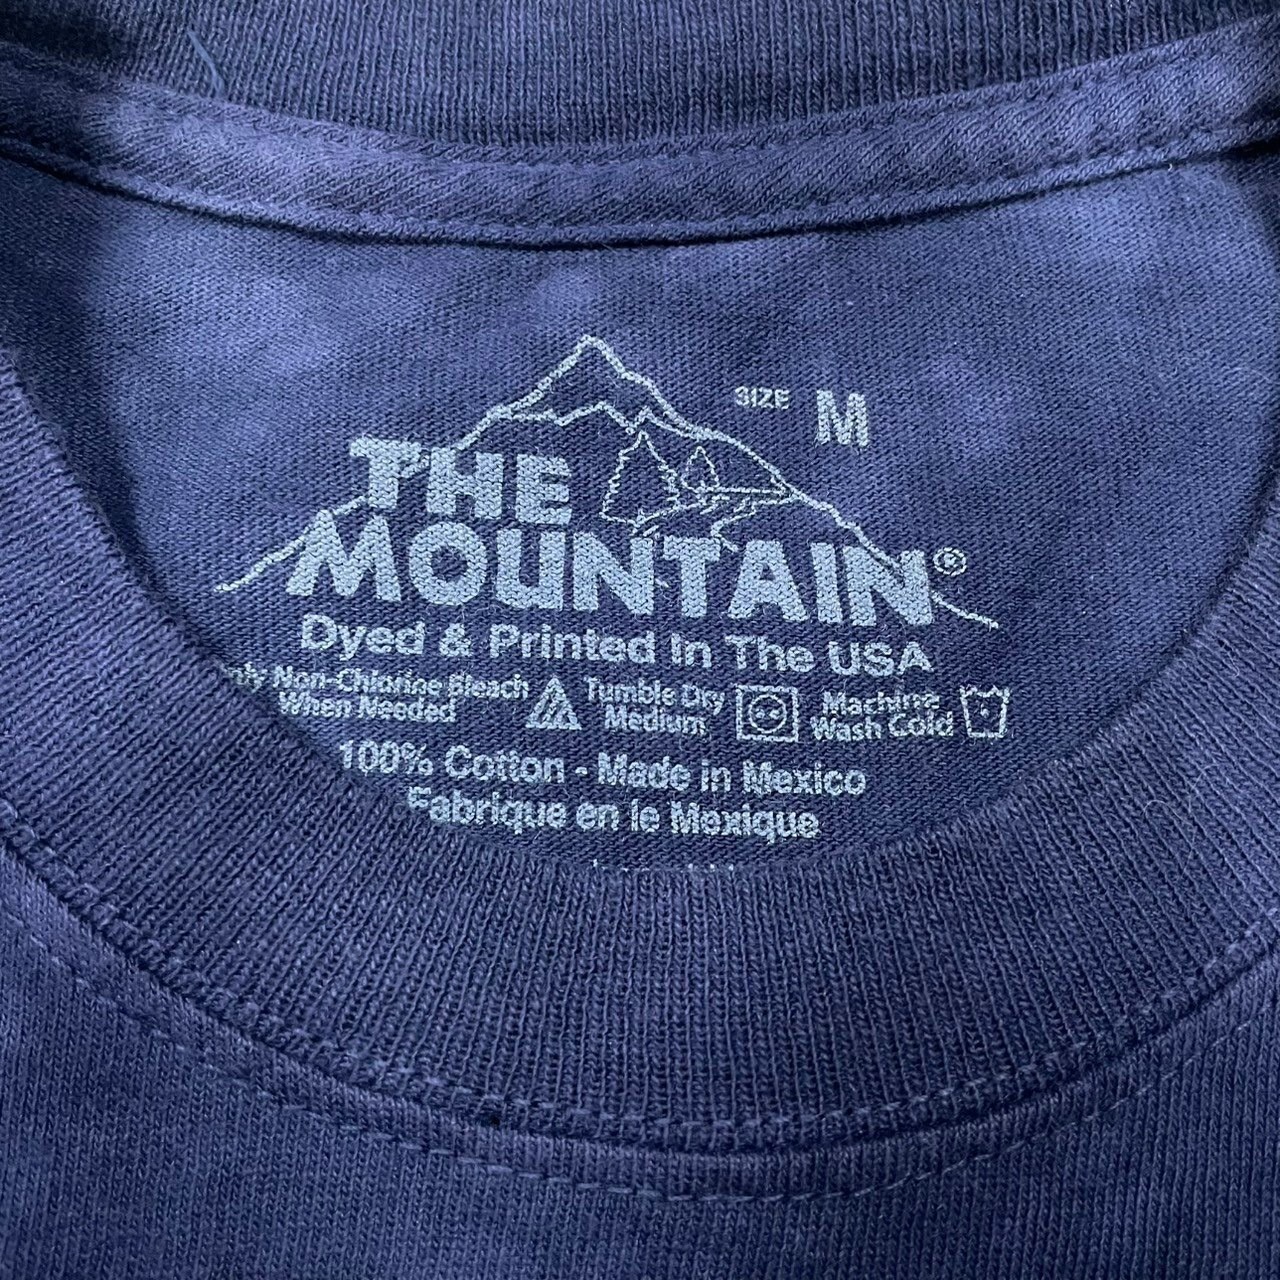 SIZE M
THE
MOUNTAIN®
Dyed & Printed In The USA
Non-Chlorine Bleach
When Needed
Tumble Dry
Medium
Machine
Wash Cold
100% Cotton - Made in Mexico
Fabrique en le Mexique